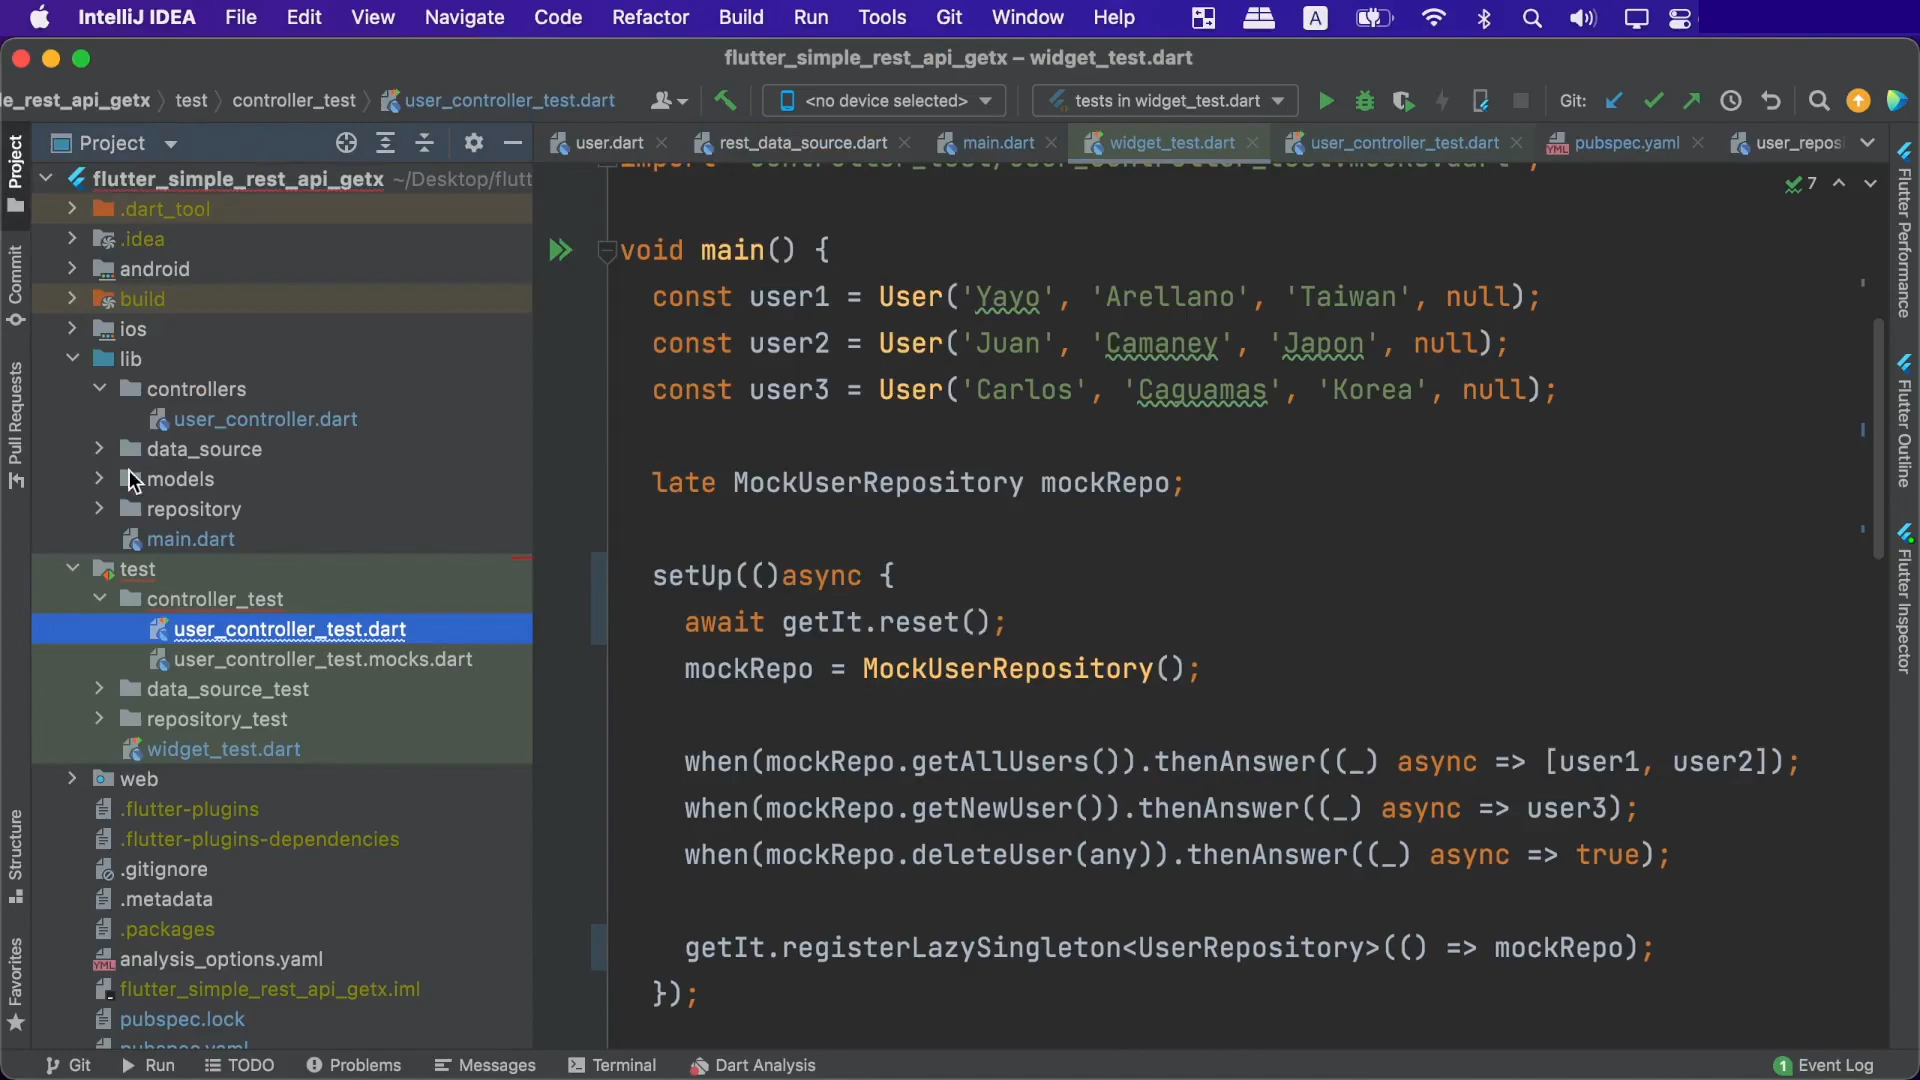 IntelliJ IDEA File Edit View Navigate Code Refactor Build Run Tools Git Window Help A
flutter_simple_rest_api_getx – widget_test.dart
le_rest_api_getx test controller_test user_controller_test.dart <no device selected> tests in widget_test.dart Git:
Project
user.dart rest_data_source.dart main.dart widget_test.dart user_controller_test.dart pubspec.yaml user_repos
flutter_simple_rest_api_getx ~/Desktop/flutt
.dart_tool
.idea
android
build
ios
lib
controllers
user_controller.dart
data_source
models
repository
main.dart
test
controller_test
user_controller_test.dart
user_controller_test.mocks.dart
data_source_test
repository_test
widget_test.dart
web
.flutter-plugins
.flutter-plugins-dependencies
.gitignore
.metadata
.packages
analysis_options.yaml
flutter_simple_rest_api_getx.iml
pubspec.lock
pubspec.yaml
7
void main() {
const user1 = User('Yayo', 'Arellano', 'Taiwan', null);
const user2 = User('Juan', 'Camaney', 'Japon', null);
const user3 = User('Carlos', 'Caguamas', 'Korea', null);
late MockUserRepository mockRepo;
setUp(()async {
await getIt.reset();
mockRepo = MockUserRepository();
when(mockRepo.getAllUsers()).thenAnswer((_) async => [user1, user2]);
when(mockRepo.getNewUser()).thenAnswer((_) async => user3);
when(mockRepo.deleteUser(any)).thenAnswer((_) async => true);
getIt.registerLazySingleton<UserRepository>(() => mockRepo);
});
Project
Commit
Pull Requests
Structure
Favorites
Flutter Performance
Flutter Outline
Flutter Inspector
Git Run TODO Problems Messages Terminal Dart Analysis 1 Event Log